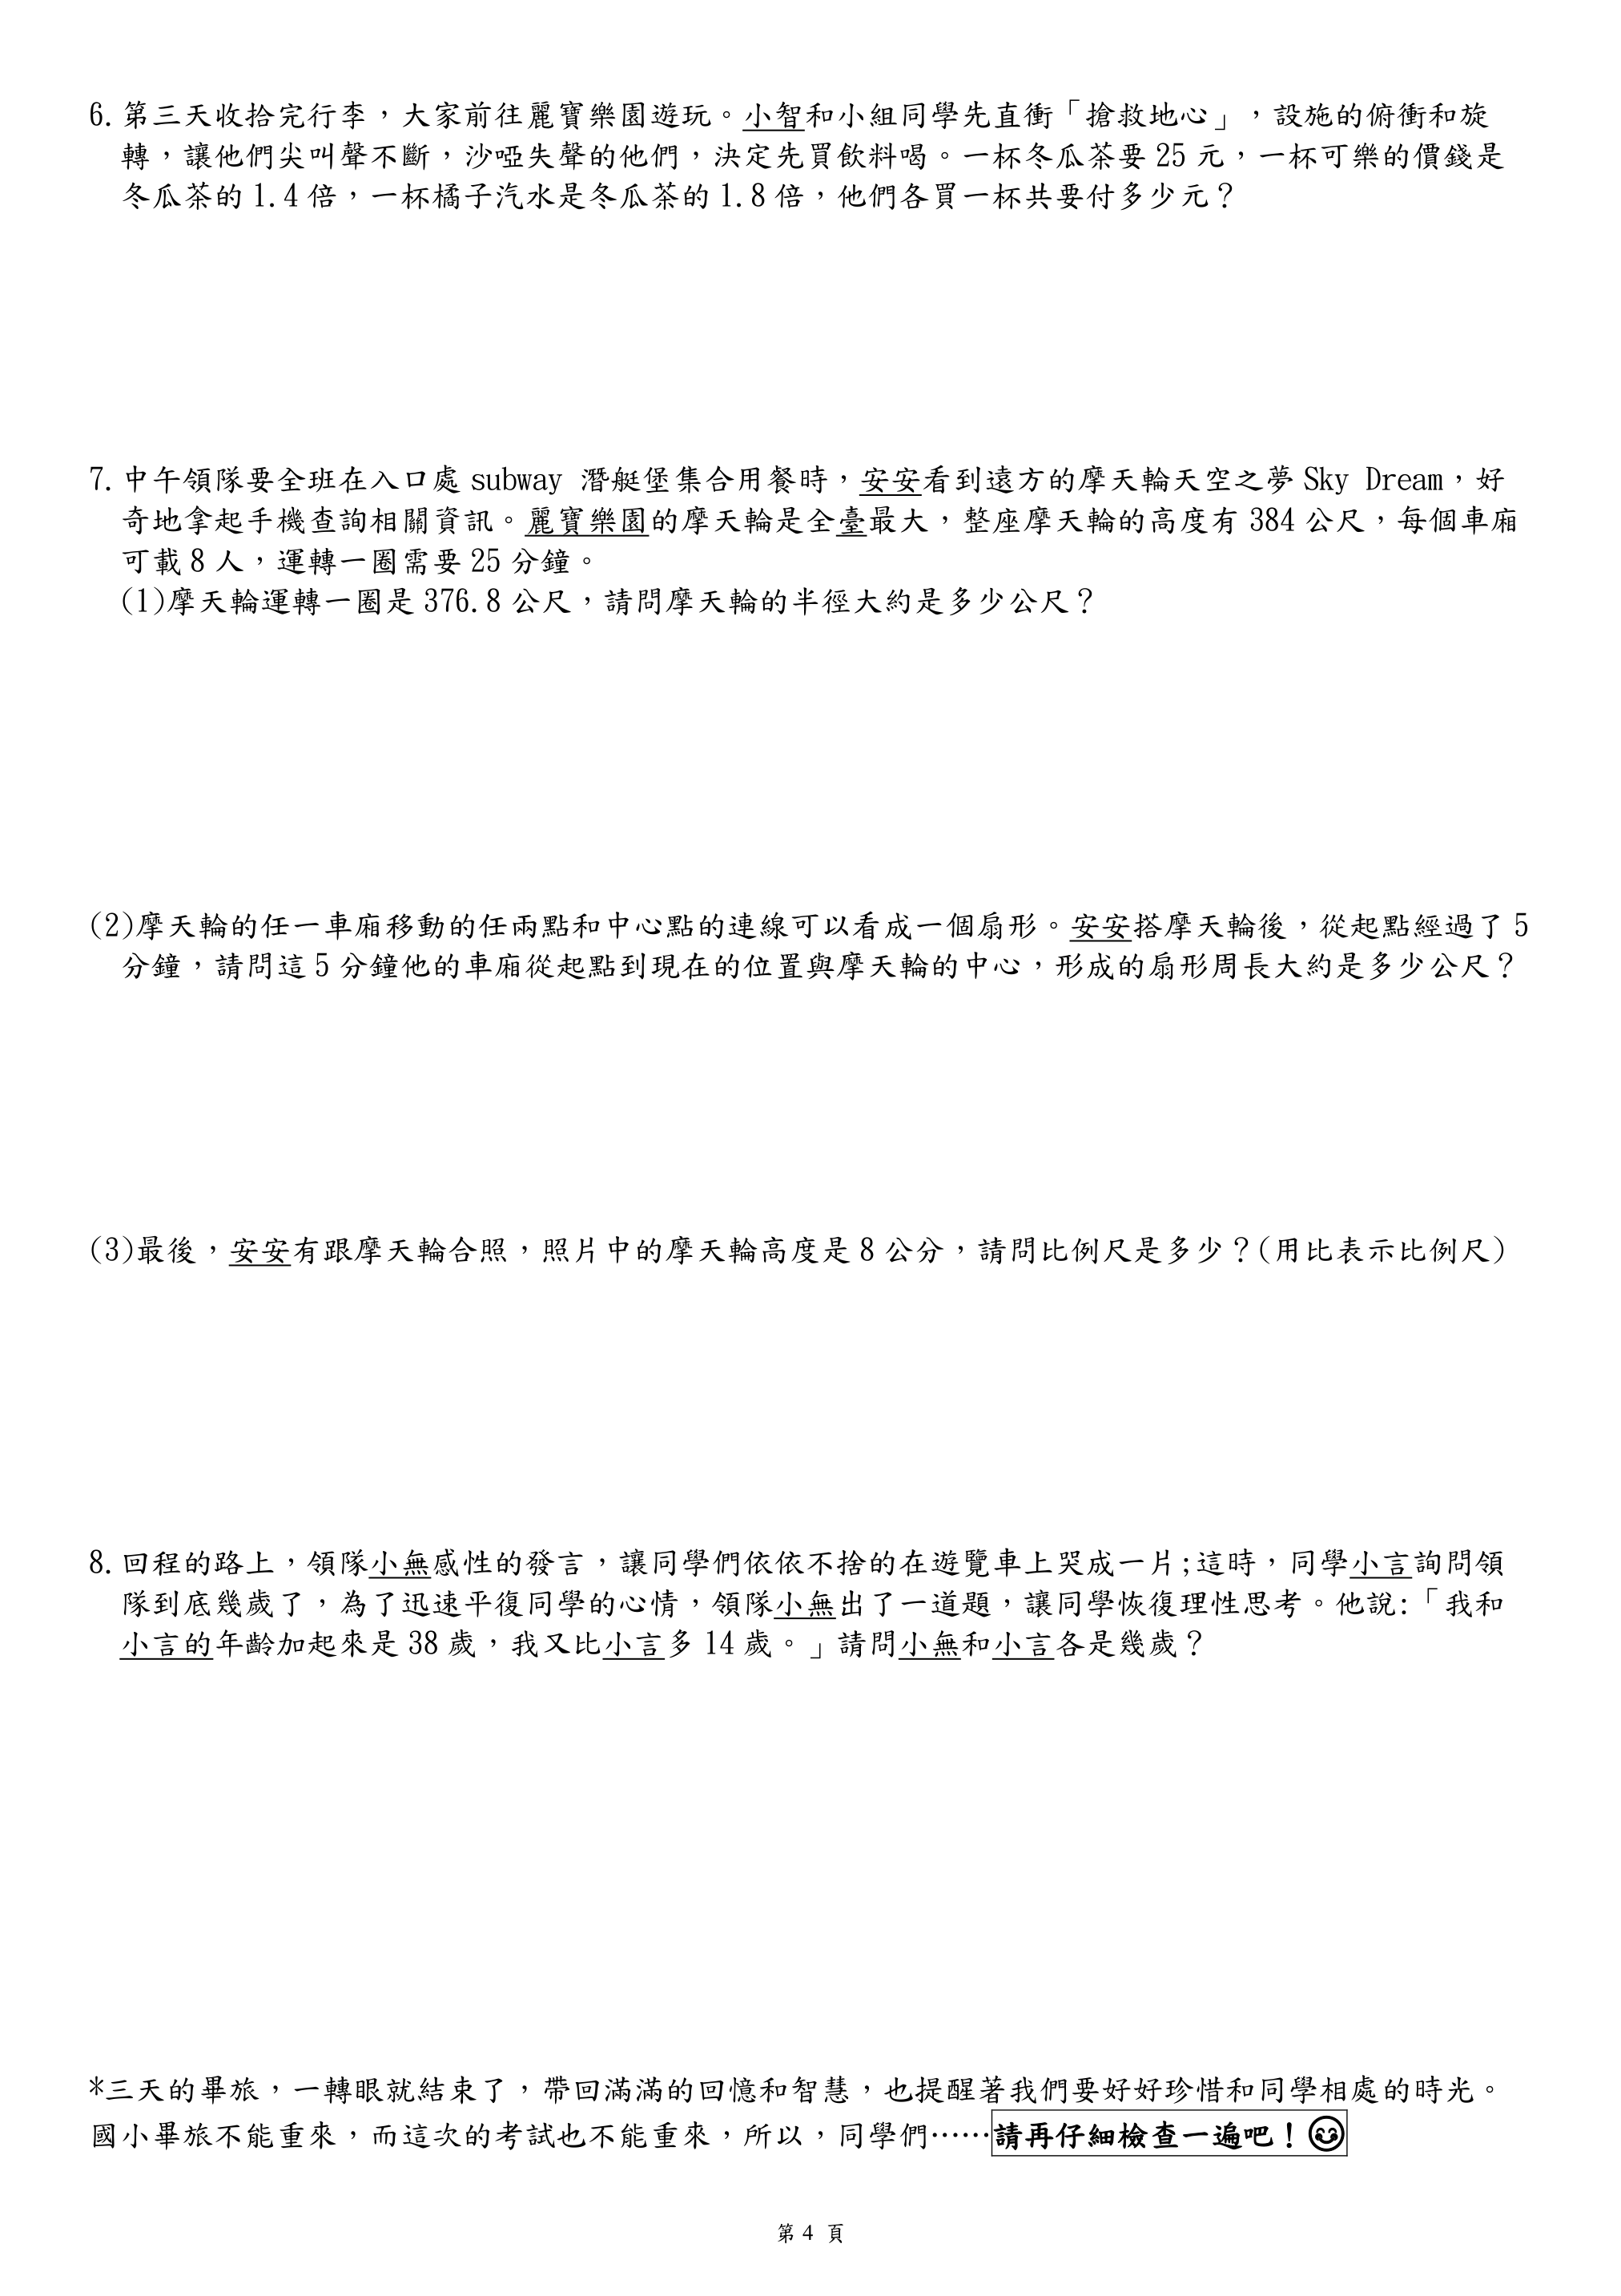 6. 第三天收拾完行李，大家前往麗寶樂園遊玩。小智和小組同學先直衝「搶救地心」，設施的俯衝和旋
轉，讓他們尖叫聲不斷，沙啞失聲的他們，決定先買飲料喝。一杯冬瓜茶要 25 元，一杯可樂的價錢是
冬瓜茶的 1.4 倍，一杯橘子汽水是冬瓜茶的 1.8 倍，他們各買一杯共要付多少元？
7. 中午領隊要全班在入口處 subway 潛艇堡集合用餐時，安安看到遠方的摩天輪天空之夢 Sky Dream，好
奇地拿起手機查詢相關資訊。麗寶樂園的摩天輪是全臺最大，整座摩天輪的高度有 384 公尺，每個車廂
可載 8 人，運轉一圈需要 25 分鐘。
(1)摩天輪運轉一圈是 376.8 公尺，請問摩天輪的半徑大約是多少公尺？
(2)摩天輪的任一車廂移動的任兩點和中心點的連線可以看成一個扇形。安安搭摩天輪後，從起點經過了 5
分鐘，請問這 5 分鐘他的車廂從起點到現在的位置與摩天輪的中心，形成的扇形周長大約是多少公尺？
(3)最後，安安有跟摩天輪合照，照片中的摩天輪高度是 8 公分，請問比例尺是多少？(用比表示比例尺)
8. 回程的路上，領隊小無感性的發言，讓同學們依依不捨的在遊覽車上哭成一片;這時，同學小言詢問領
隊到底幾歲了，為了迅速平復同學的心情，領隊小無出了一道題，讓同學恢復理性思考。他說:「我和
小言的年齡加起來是 38 歲，我又比小言多 14 歲。」請問小無和小言各是幾歲？
*三天的畢旅，一轉眼就結束了，帶回滿滿的回憶和智慧，也提醒著我們要好好珍惜和同學相處的時光。
國小畢旅不能重來，而這次的考試也不能重來，所以，同學們……請再仔細檢查一遍吧！😊
第 4 頁